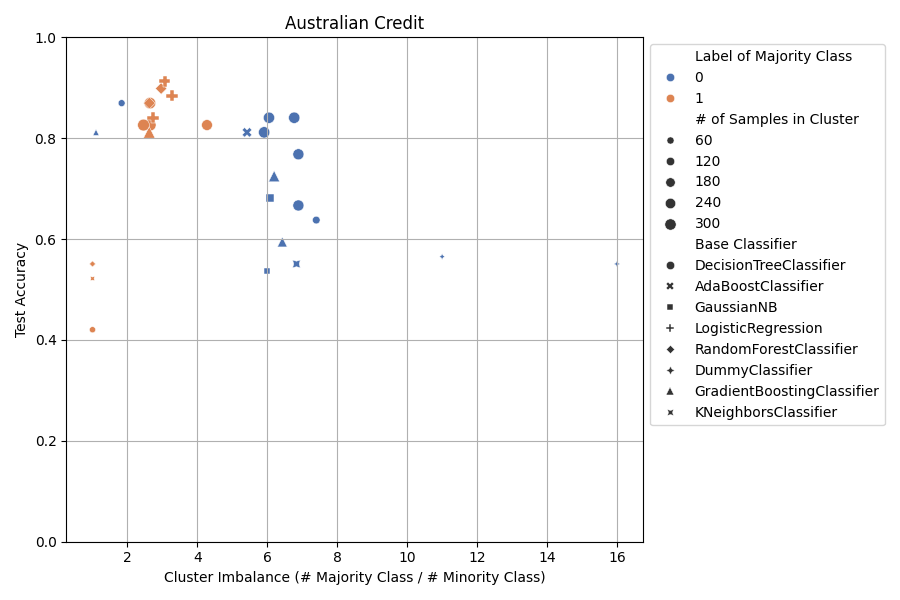 Australian Credit
1.0
0.8
0.6
0.4
0.2
0.0
Test Accuracy
2 4 6 8 10 12 14 16
Cluster Imbalance (# Majority Class / # Minority Class)
Label of Majority Class
0
1
# of Samples in Cluster
60
120
180
240
300
Base Classifier
DecisionTreeClassifier
AdaBoostClassifier
GaussianNB
LogisticRegression
RandomForestClassifier
DummyClassifier
GradientBoostingClassifier
KNeighborsClassifier